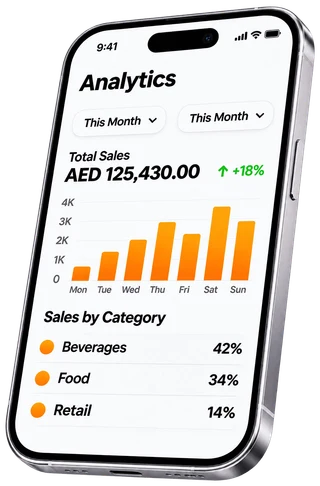 9:41
Analytics
This Month This Month
Total Sales
AED 125,430.00 ↑ +18%
4K
3K
2K
1K
0
Mon Tue Wed Thu Fri Sat Sun
Sales by Category
Beverages 42%
Food 34%
Retail 14%